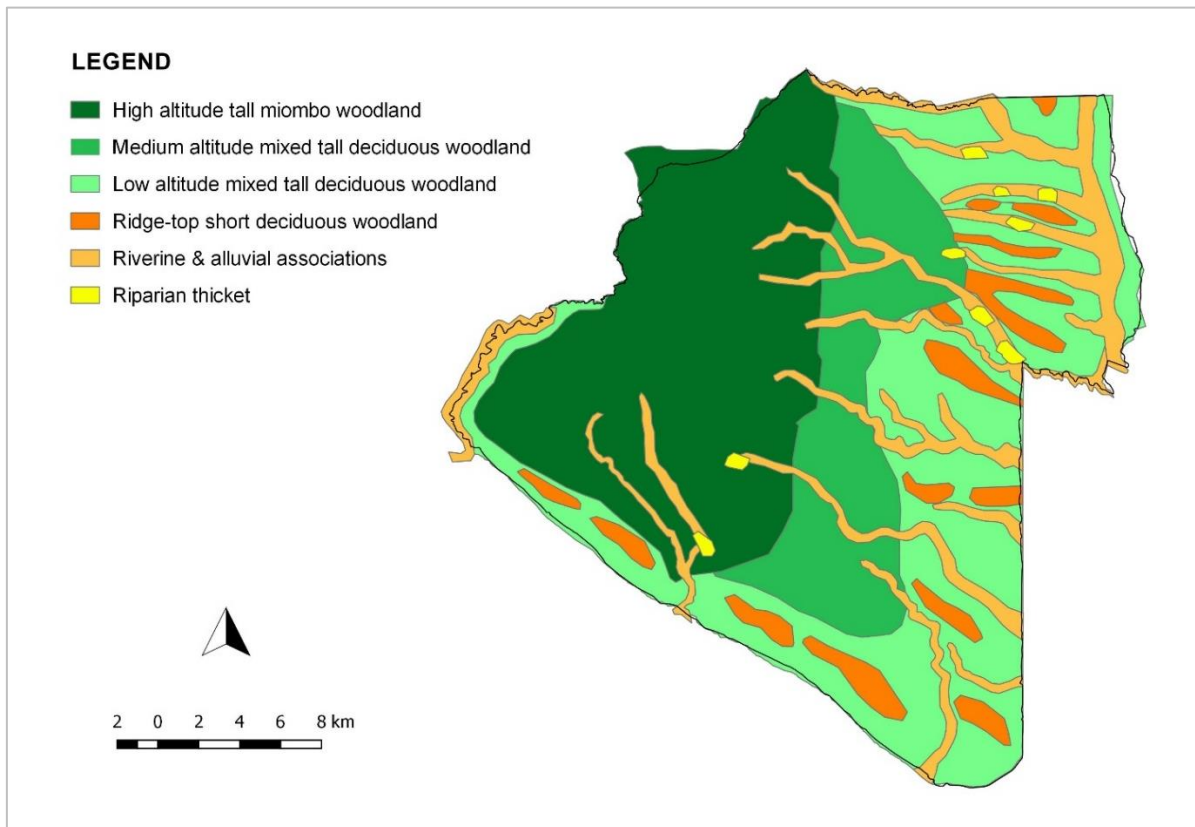 LEGEND
High altitude tall miombo woodland
Medium altitude mixed tall deciduous woodland
Low altitude mixed tall deciduous woodland
Ridge-top short deciduous woodland
Riverine & alluvial associations
Riparian thicket
2 0 2 4 6 8 km